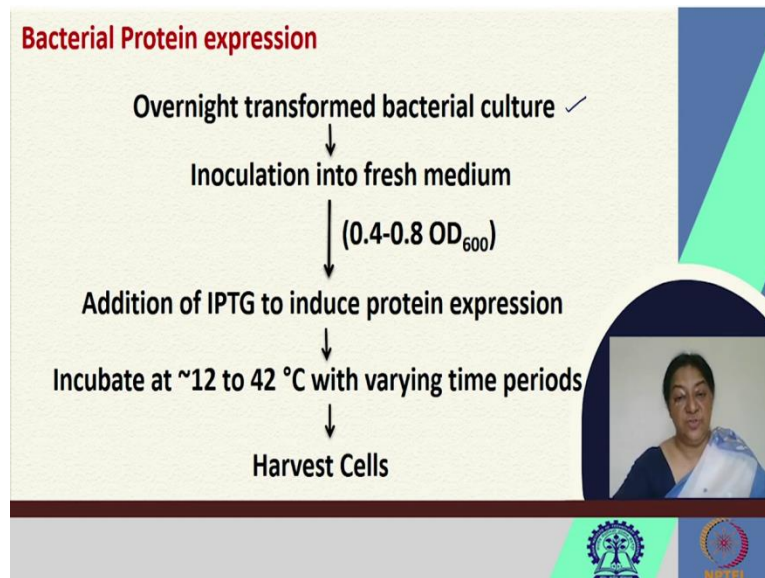 Bacterial Protein expression
Overnight transformed bacterial culture
Inoculation into fresh medium
(0.4-0.8 OD₆₀₀)
Addition of IPTG to induce protein expression
Incubate at ~12 to 42 °C with varying time periods
Harvest Cells
NPTEL